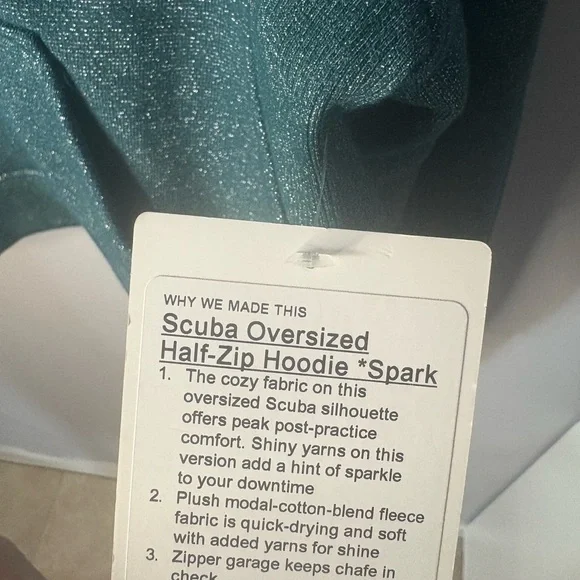 WHY WE MADE THIS
Scuba Oversized
Half-Zip Hoodie *Spark
1. The cozy fabric on this
oversized Scuba silhouette
offers peak post-practice
comfort. Shiny yarns on this
version add a hint of sparkle
to your downtime
2. Plush modal-cotton-blend fleece
fabric is quick-drying and soft
with added yarns for shine
3. Zipper garage keeps chafe in
check